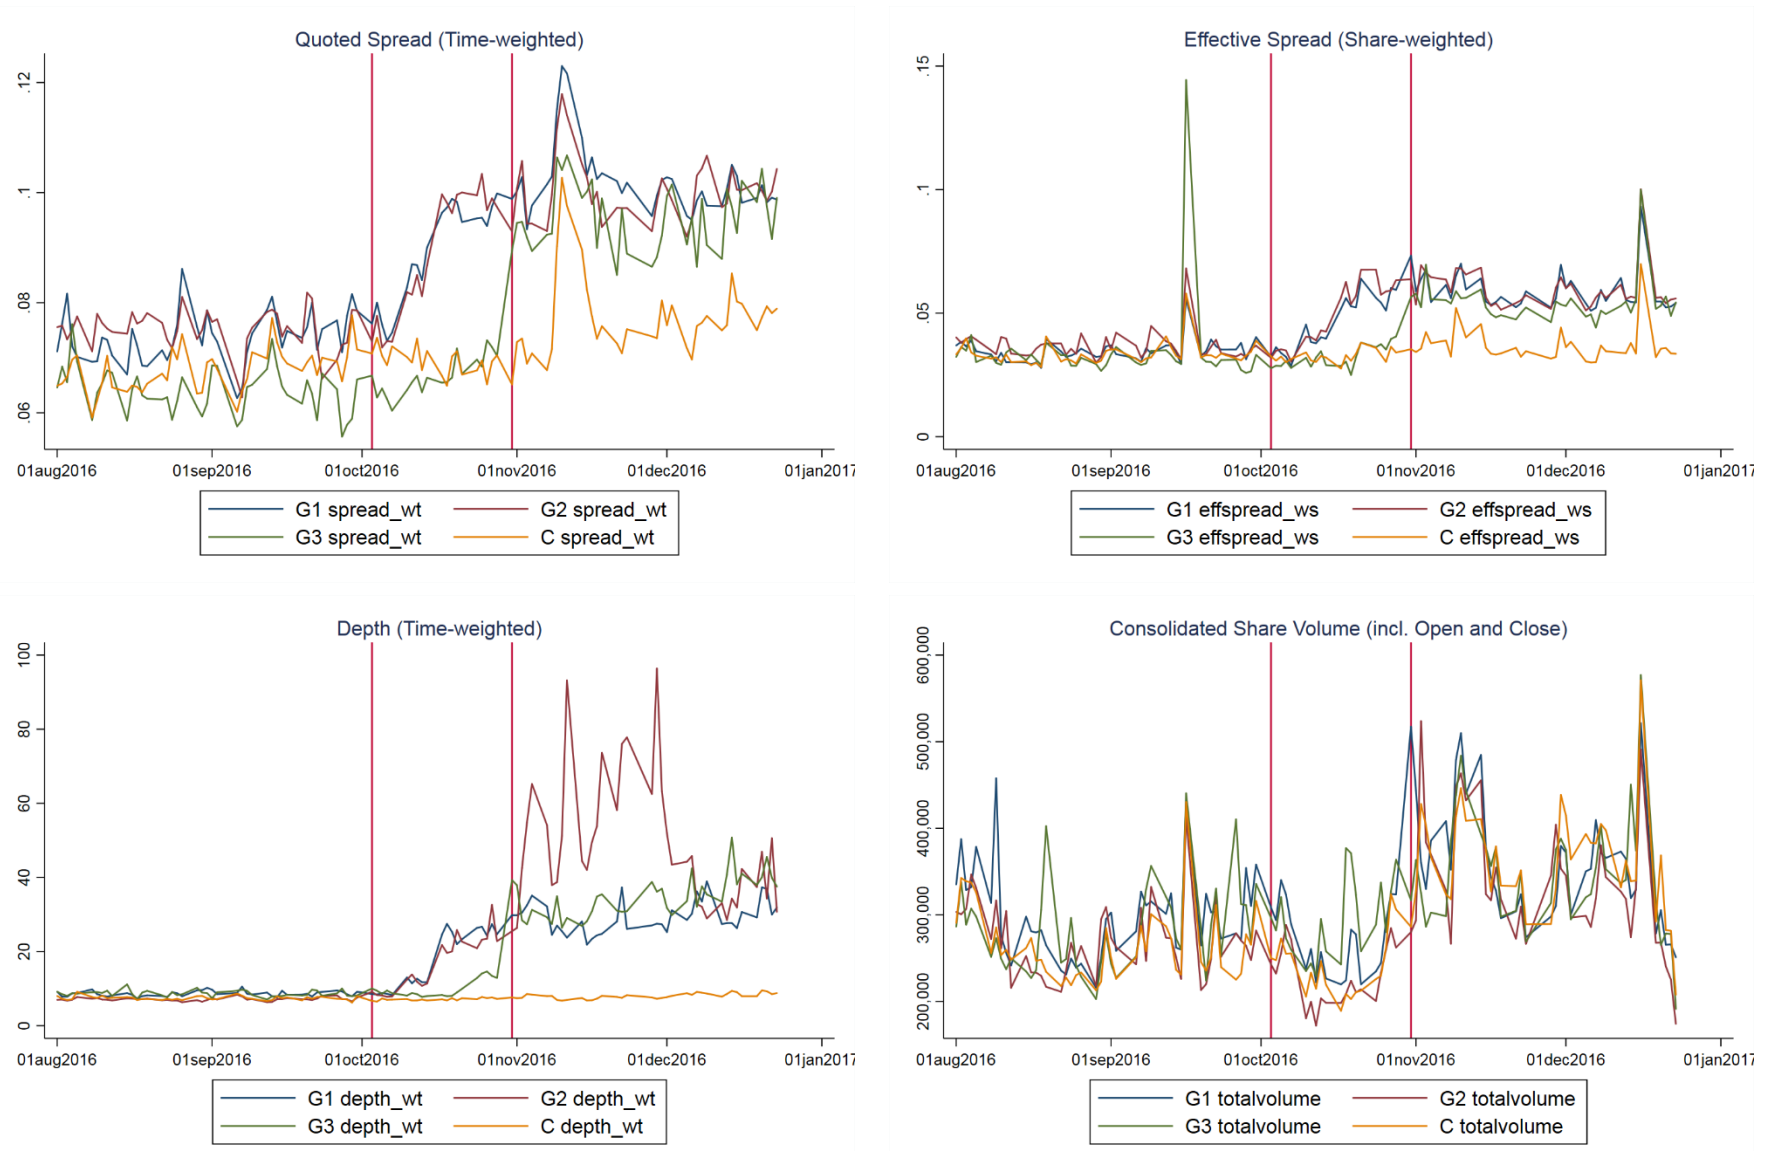 Quoted Spread (Time-weighted)
.12
.1
.08
.06
01aug2016 01sep2016 01oct2016 01nov2016 01dec2016 01jan2017
G1 spread_wt G2 spread_wt
G3 spread_wt C spread_wt
Effective Spread (Share-weighted)
.15
.1
.05
0
01aug2016 01sep2016 01oct2016 01nov2016 01dec2016 01jan2017
G1 effspread_ws G2 effspread_ws
G3 effspread_ws C effspread_ws
Depth (Time-weighted)
100
80
60
40
20
0
01aug2016 01sep2016 01oct2016 01nov2016 01dec2016 01jan2017
G1 depth_wt G2 depth_wt
G3 depth_wt C depth_wt
Consolidated Share Volume (incl. Open and Close)
600,000
500,000
400,000
300,000
200,000
01aug2016 01sep2016 01oct2016 01nov2016 01dec2016 01jan2017
G1 totalvolume G2 totalvolume
G3 totalvolume C totalvolume